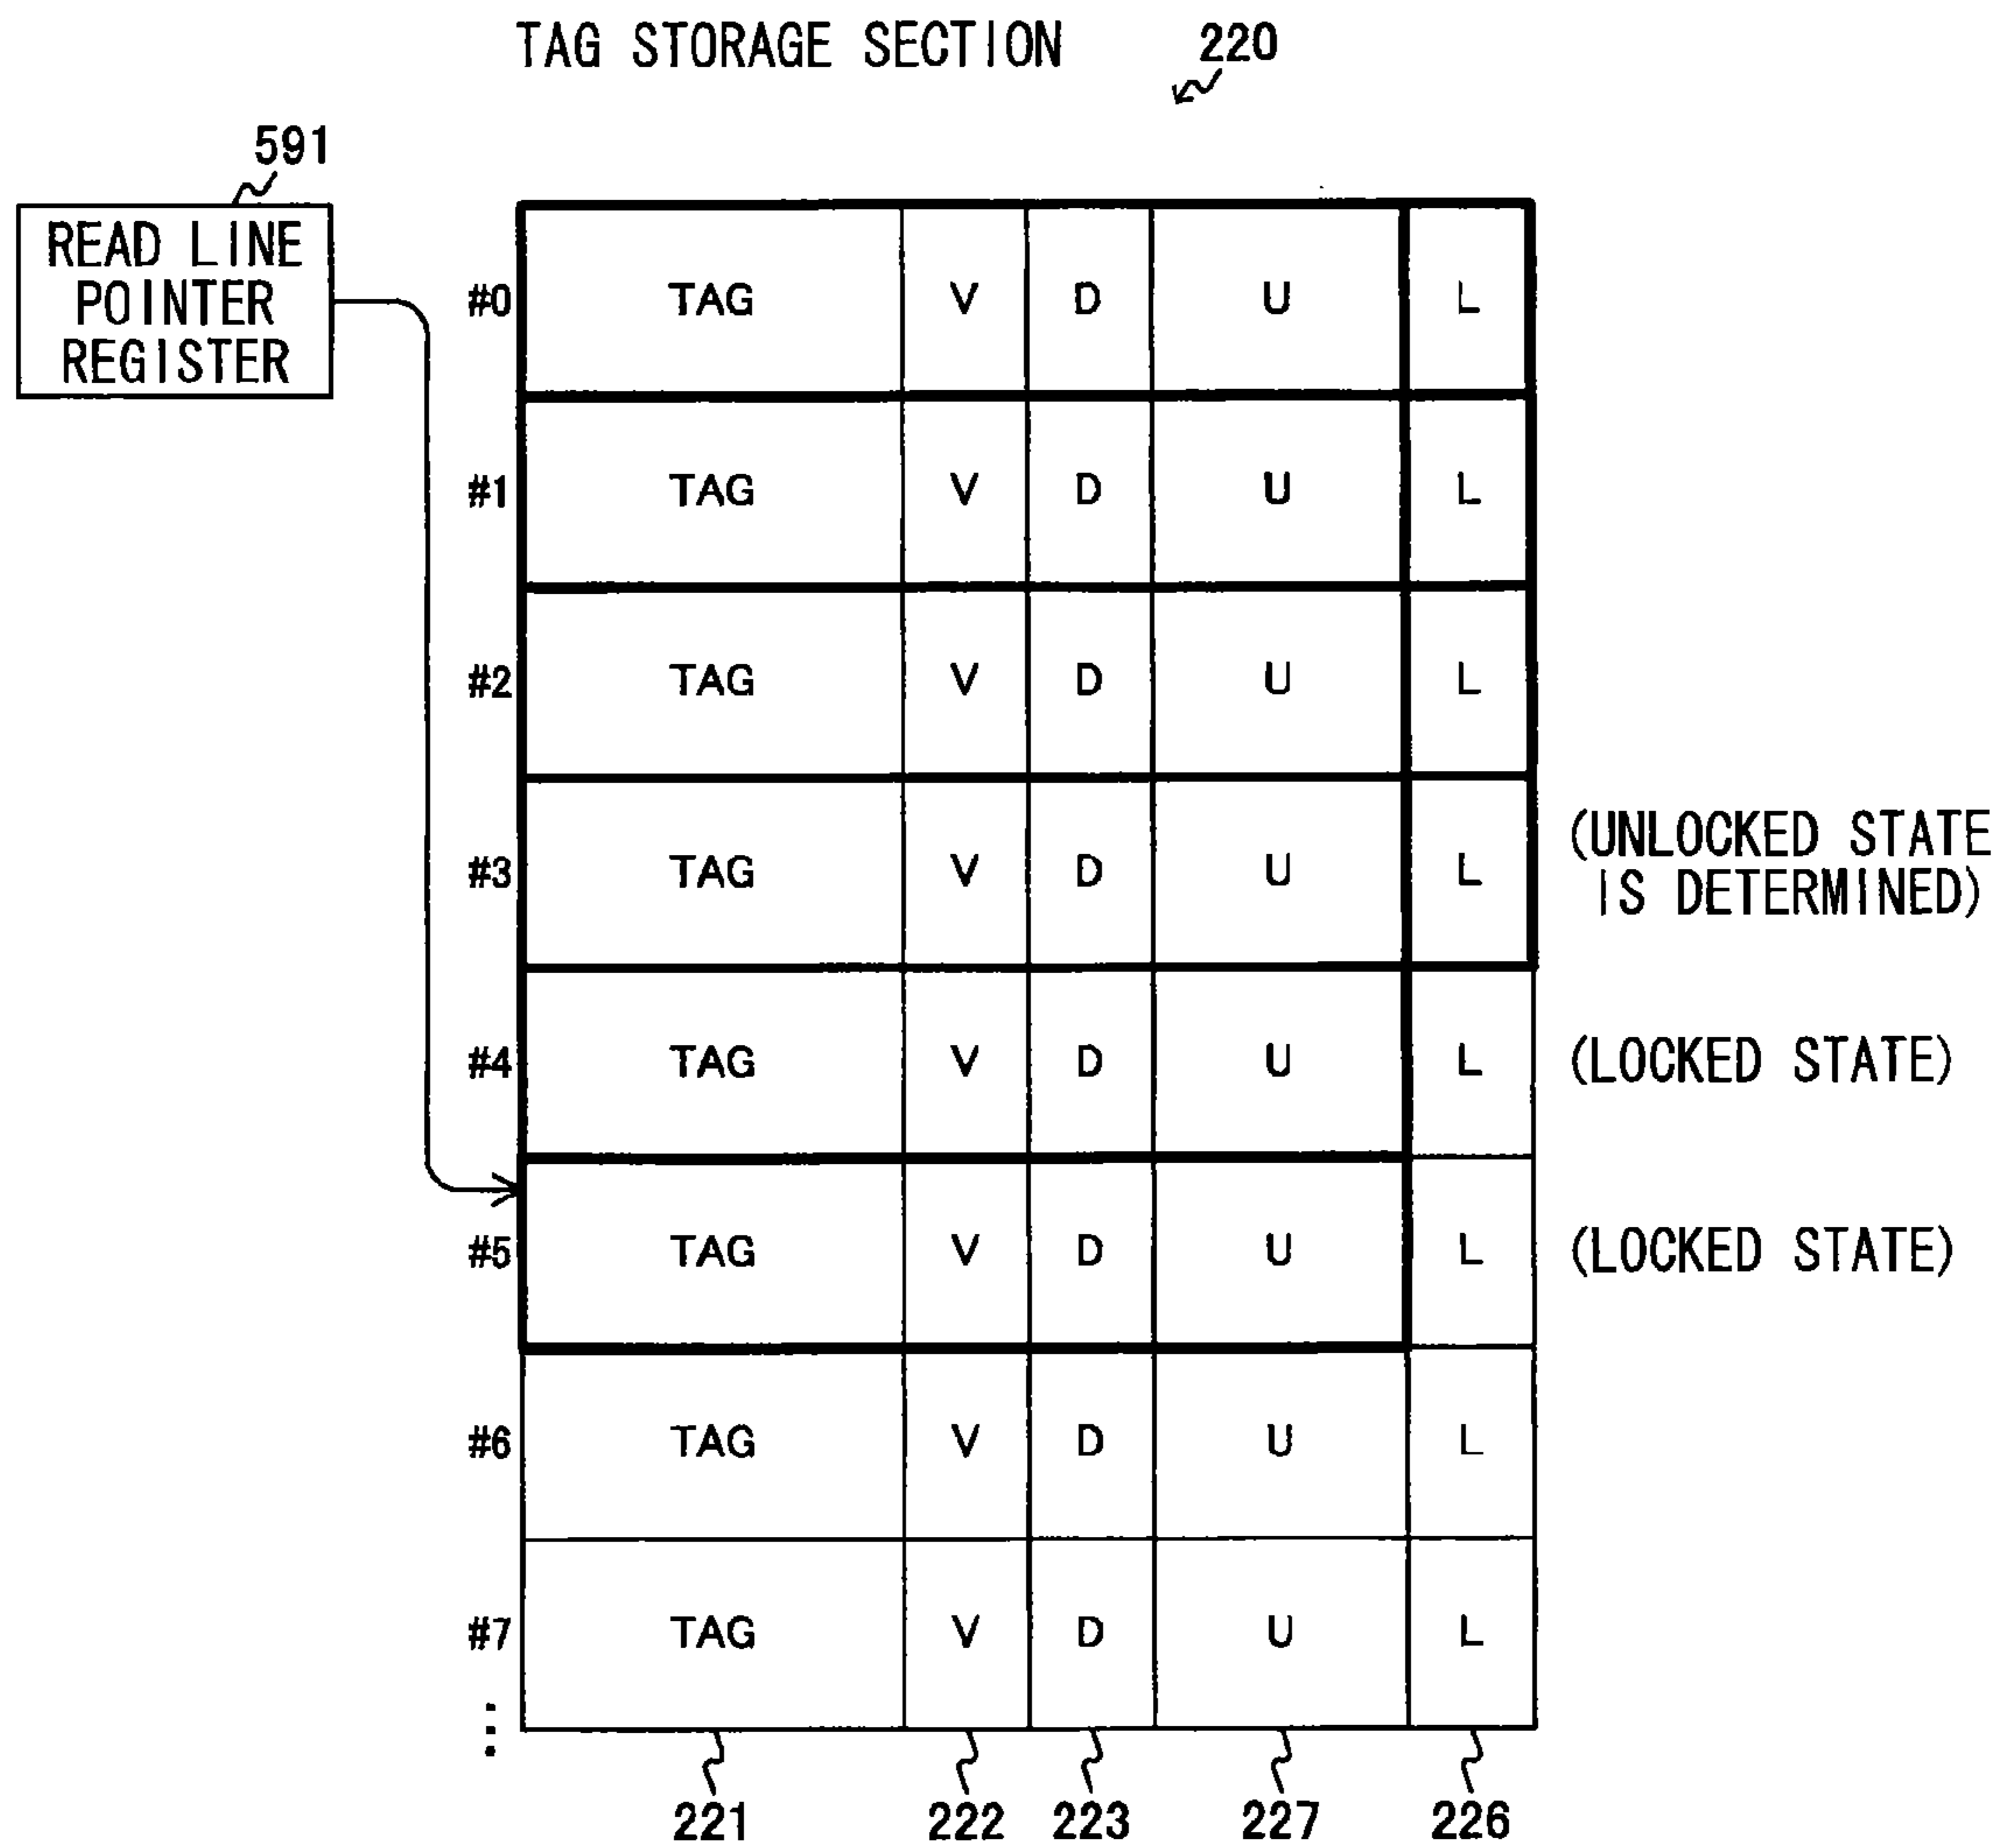 TAG STORAGE SECTION 220
591
READ LINE
POINTER
REGISTER
#0 TAG V D U L
#1 TAG V D U L
#2 TAG V D U L
#3 TAG V D U L (UNLOCKED STATE
IS DETERMINED)
#4 TAG V D U L (LOCKED STATE)
#5 TAG V D U L (LOCKED STATE)
#6 TAG V D U L
#7 TAG V D U L
⋮
221 222 223 227 226